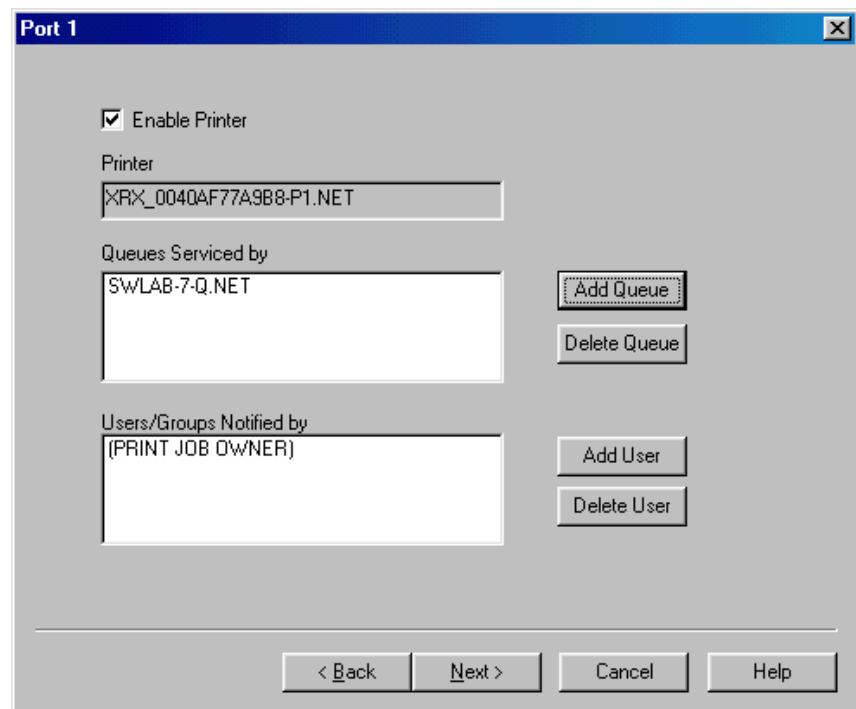 Port 1
Enable Printer
Printer
XRX_0040AF77A9B8-P1.NET
Queues Serviced by
SWLAB-7-Q.NET
Add Queue
Delete Queue
Users/Groups Notified by
(PRINT JOB OWNER)
Add User
Delete User
< Back
Next >
Cancel
Help